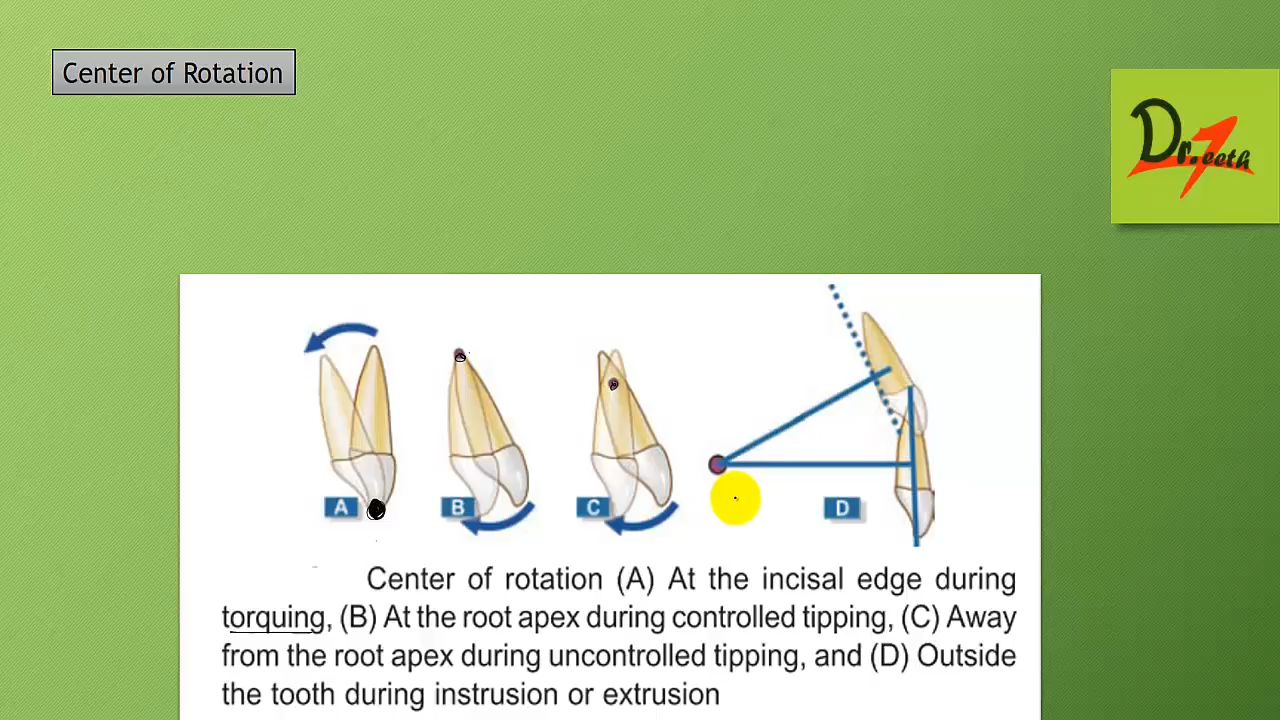 Center of Rotation
Dr.Teeth
A
B
C
D
Center of rotation (A) At the incisal edge during
torquing, (B) At the root apex during controlled tipping, (C) Away
from the root apex during uncontrolled tipping, and (D) Outside
the tooth during instrusion or extrusion